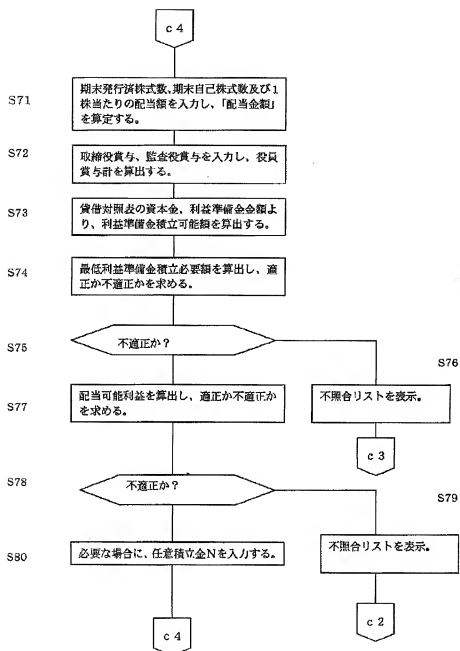 c 4
S71
期末発行済株式数、期末自己株式数及び1
株当たりの配当額を入力し、「配当金額」
を算定する。
S72
取締役賞与、監査役賞与を入力し、役員
賞与計を算出する。
S73
貸借対照表の資本金、利益準備金金額よ
り、利益準備金積立可能額を算出する。
S74
最低利益準備金積立必要額を算出し、適
正か不適正かを求める。
S75
不適正か?
S76
不照合リストを表示。
c 3
S77
配当可能利益を算出し、適正か不適正か
を求める。
S78
不適正か?
S79
不照合リストを表示。
c 2
S80
必要な場合に、任意積立金Nを入力する。
c 4